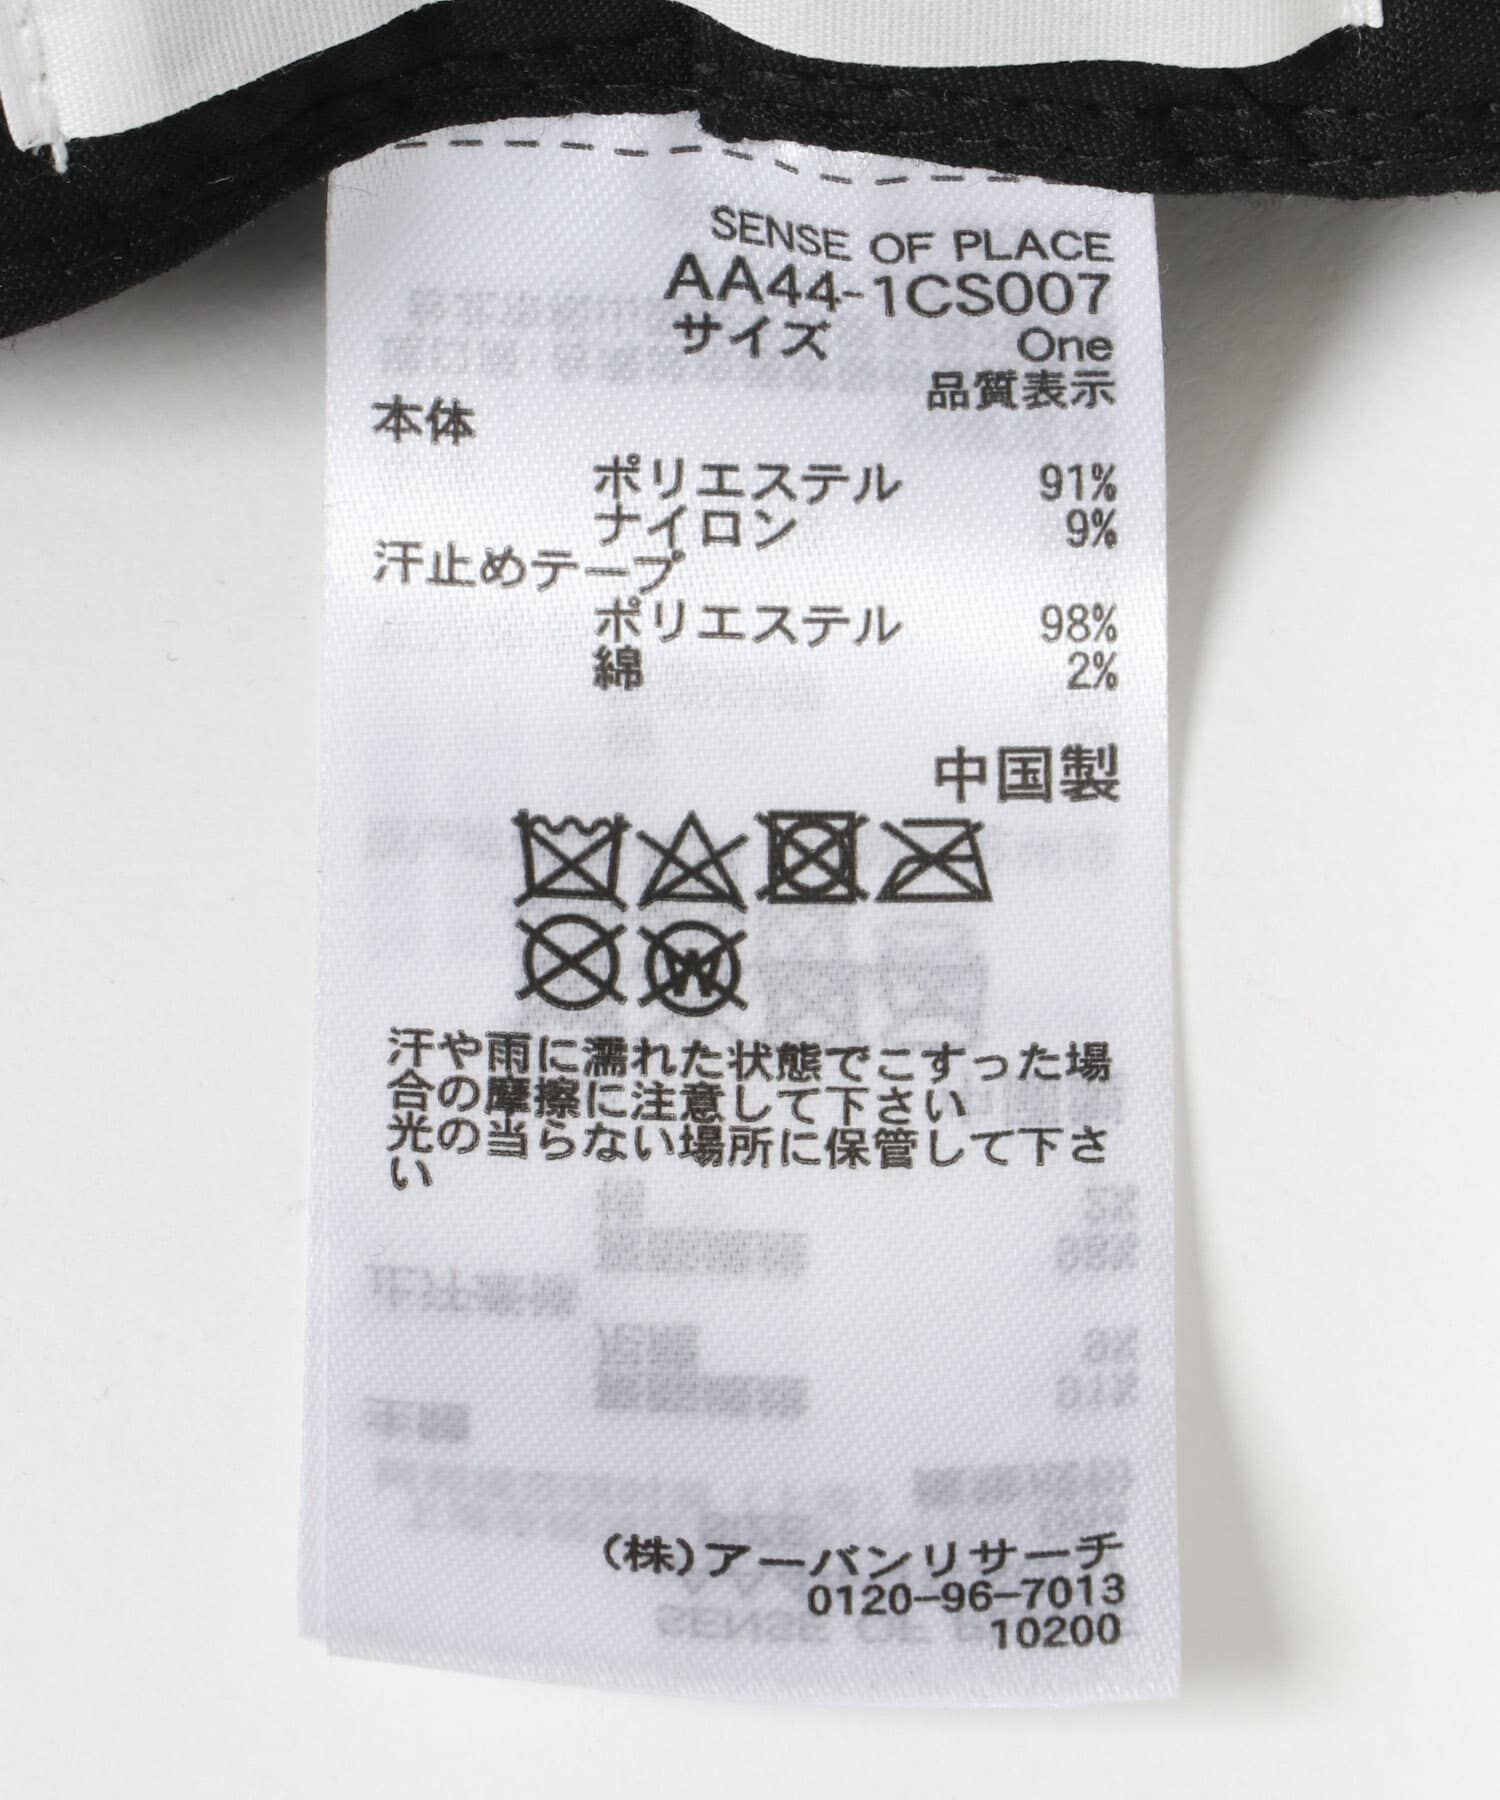 SENSE OF PLACE
AA44-1CS007
サイズ One
品質表示
本体
ポリエステル 91%
ナイロン 9%
汗止めテープ
ポリエステル 98%
綿 2%
中国製
W
汗や雨に濡れた状態でこすった場
合の摩擦に注意して下さい
光の当らない場所に保管して下さ
い
(株)アーバンリサーチ
0120-96-7013
10200